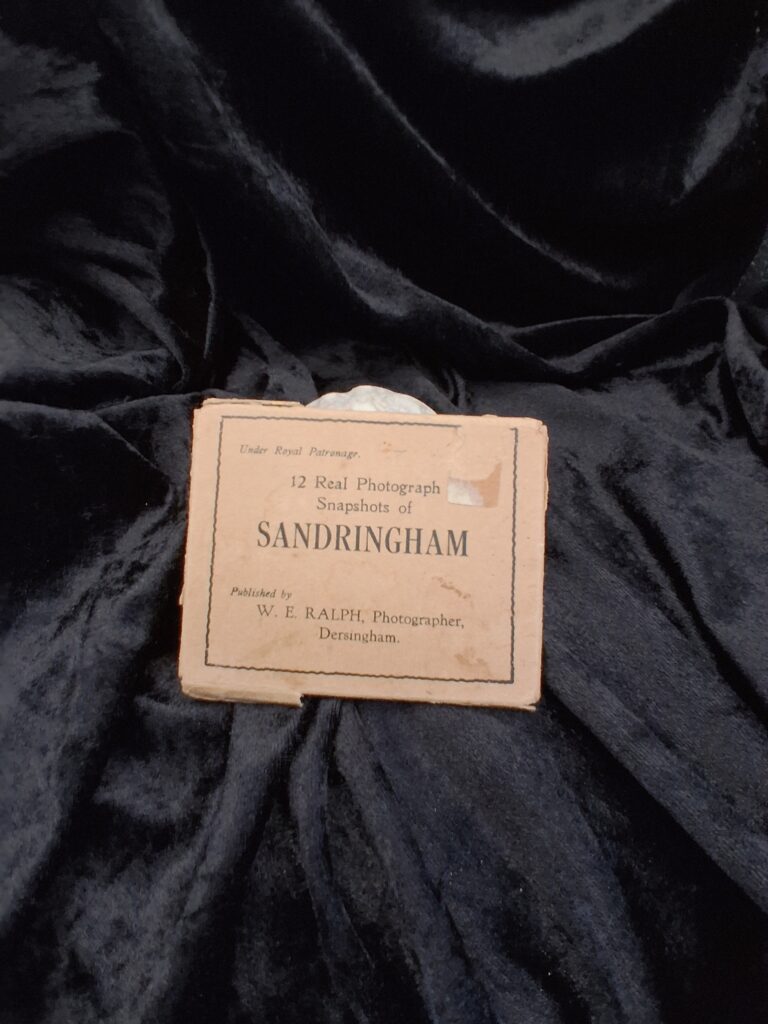 Under Royal Patronage.
12 Real Photograph
Snapshots of
SANDRINGHAM
Published by
W. E. RALPH, Photographer,
Dersingham.